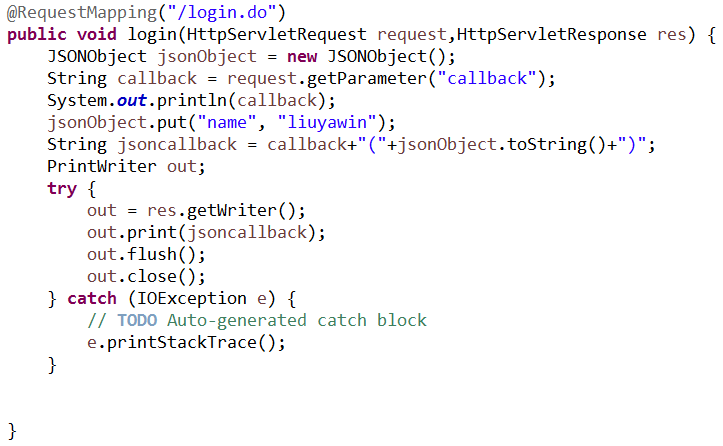 @RequestMapping("/login.do")
public void login(HttpServletRequest request,HttpServletResponse res) {
    JSONObject jsonObject = new JSONObject();
    String callback = request.getParameter("callback");
    System.out.println(callback);
    jsonObject.put("name", "liuyawin");
    String jsoncallback = callback+"("+jsonObject.toString()+")";
    PrintWriter out;
    try {
        out = res.getWriter();
        out.print(jsoncallback);
        out.flush();
        out.close();
    } catch (IOException e) {
        // TODO Auto-generated catch block
        e.printStackTrace();
    }
}